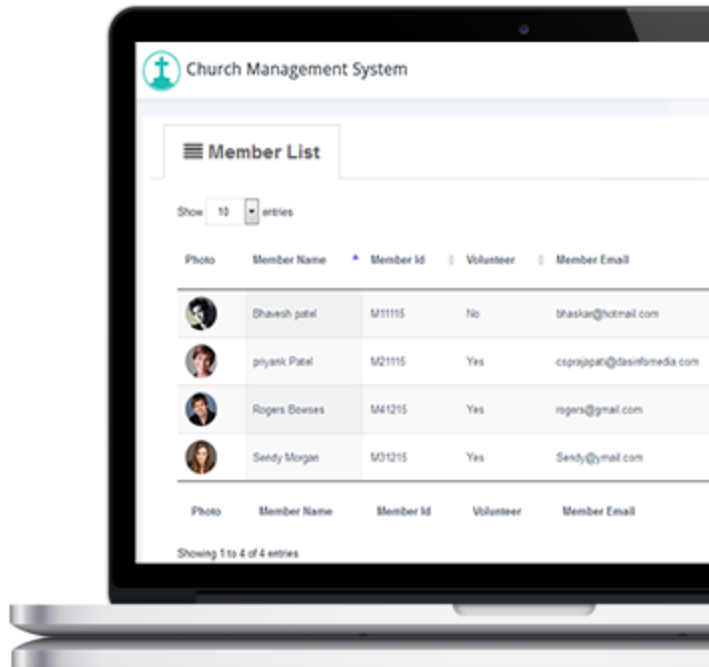 Church Management System
Member List
Show 10 entries
Photo Member Name Member Id Volunteer Member Email
Bhavesh patel M11115 No bhaskar@hotmail.com
priyank Patel M21115 Yes csprajapati@dasinfomedia.com
Rogers Bowses M41215 Yes rogers@gmail.com
Sendy Morgan M31215 Yes Sendy@ymail.com
Photo Member Name Member Id Volunteer Member Email
Showing 1 to 4 of 4 entries